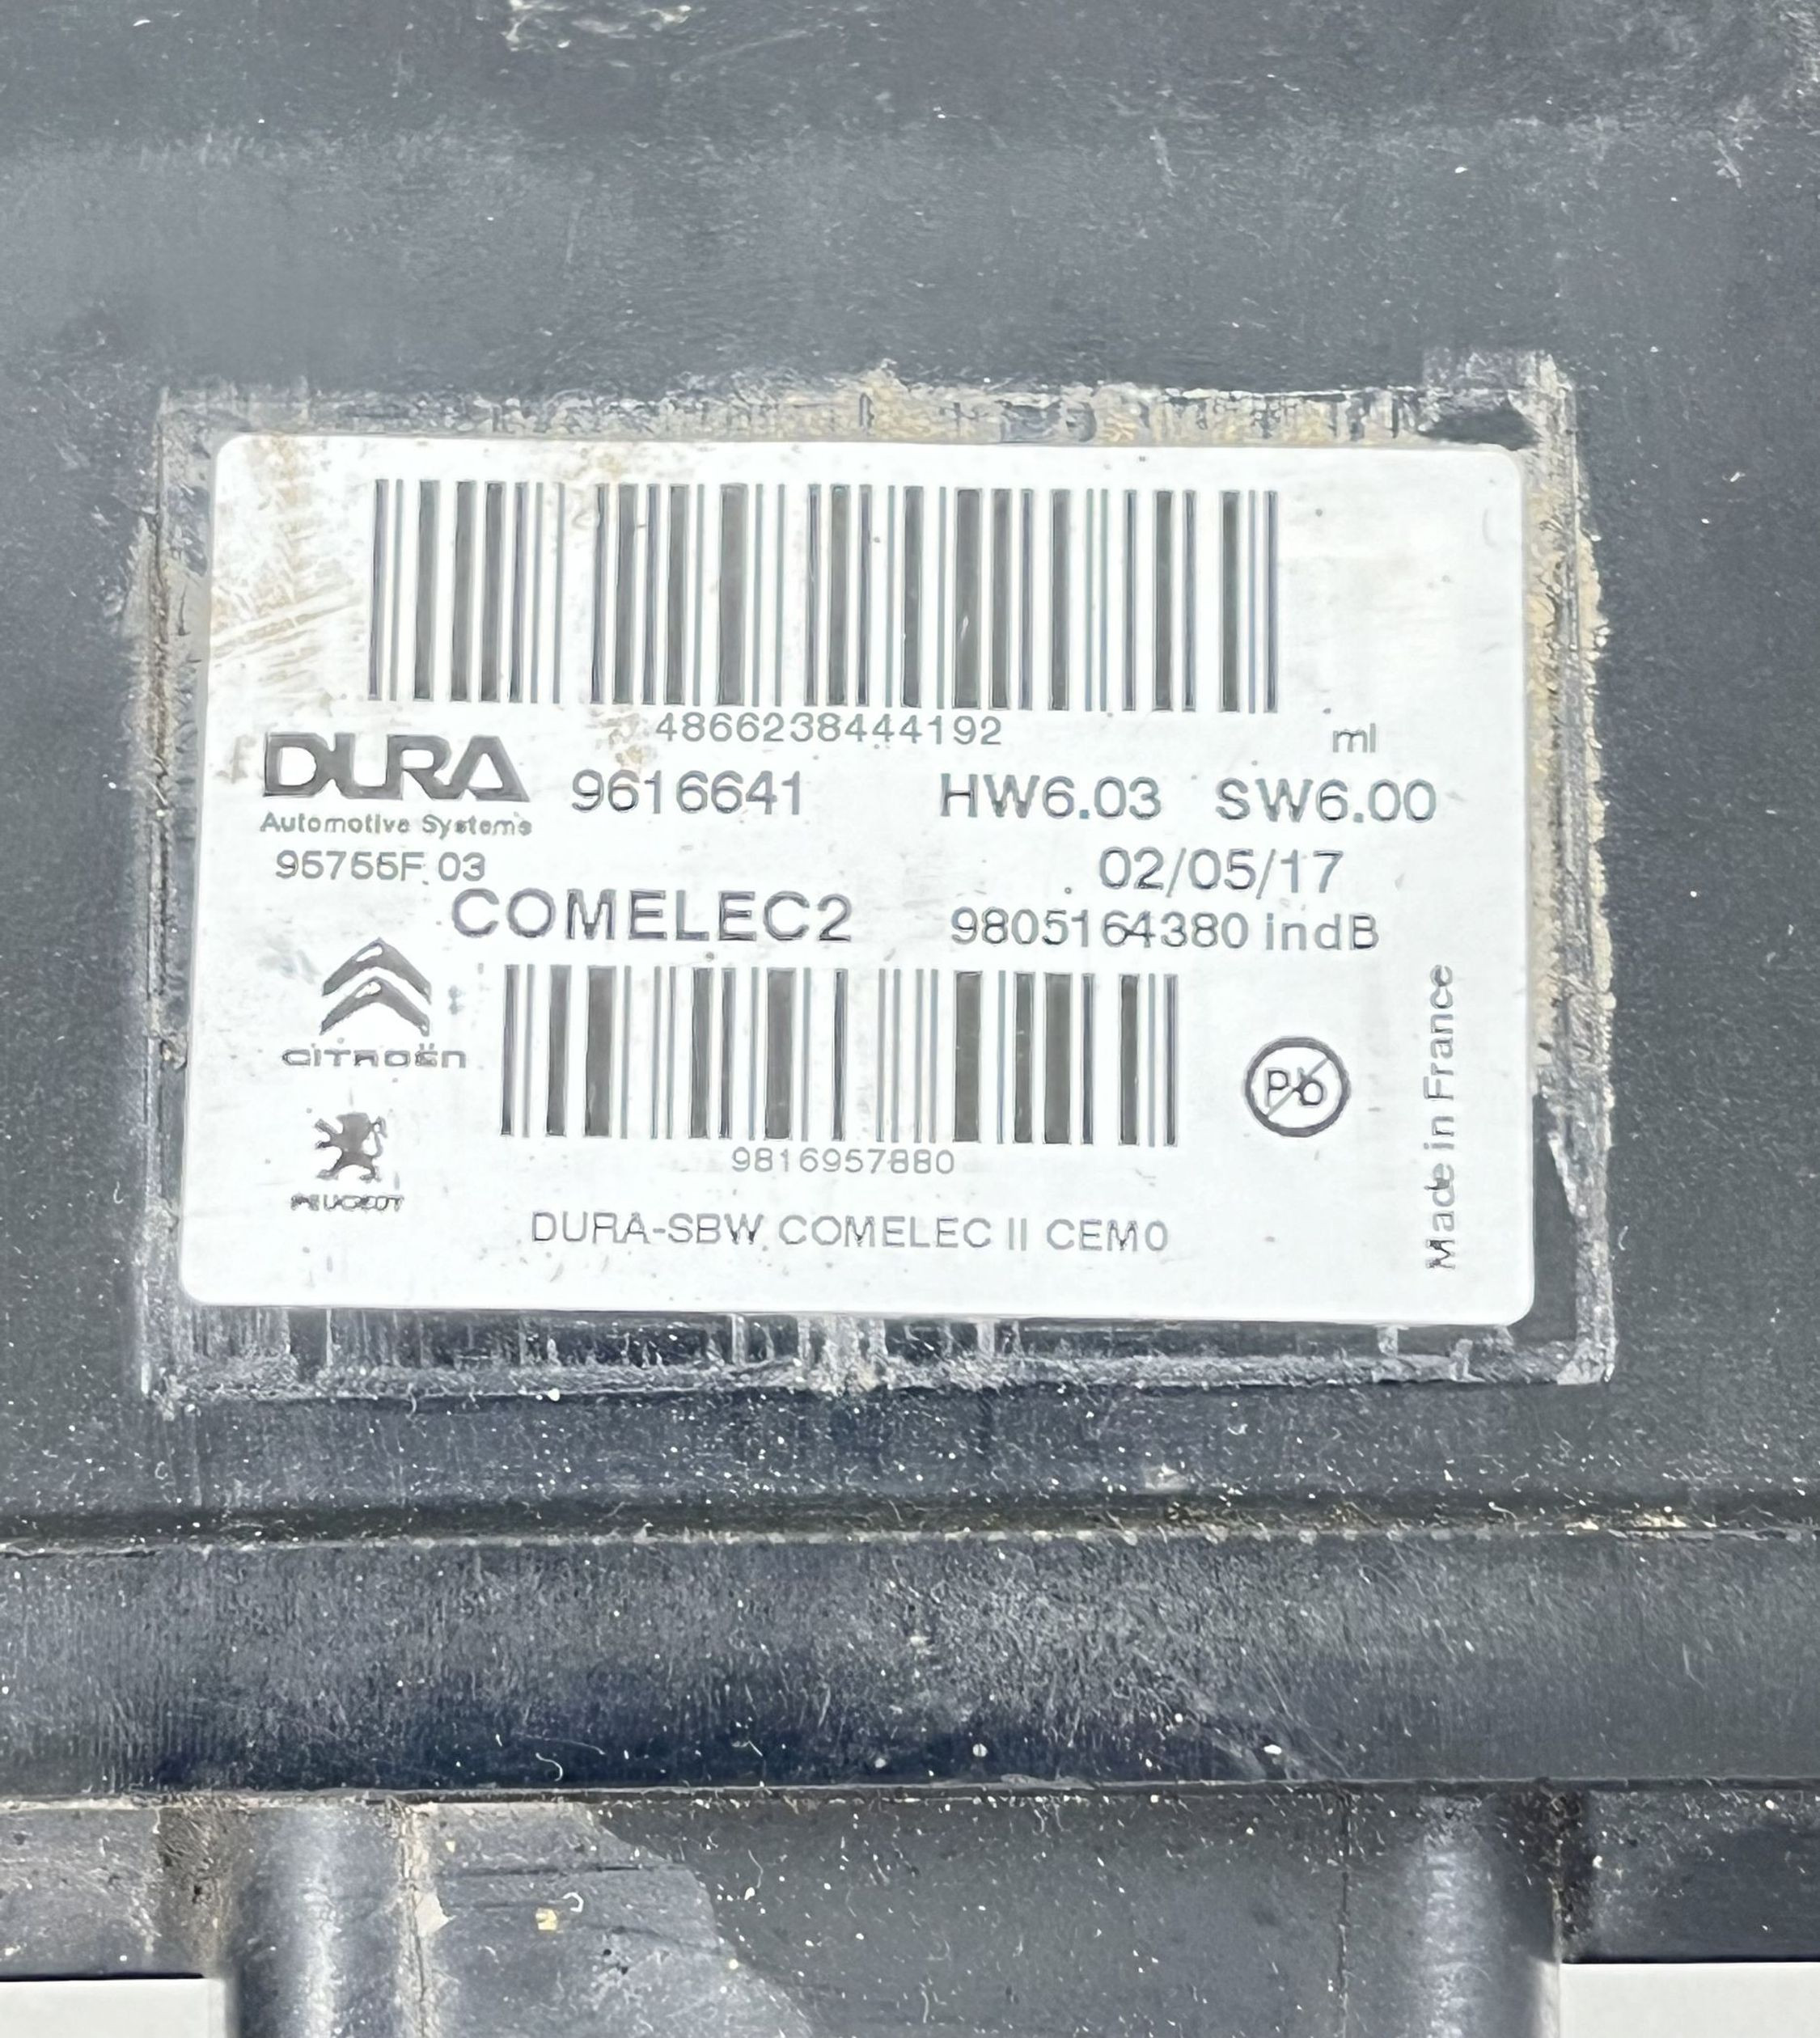 4866238444192
ml
DURA
Automotive Systems
9616641 HW6.03 SW6.00
95755F.03
02/05/17
COMELEC2
9805164380 indB
CITROËN
Pb
9816957880
PEUGEOT
DURA-SBW COMELEC II CEM0
Made in France